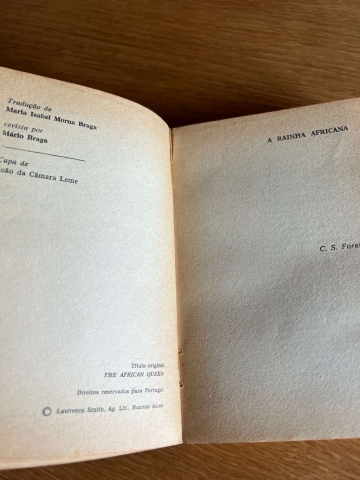 Tradução de
Maria Isabel Morna Braga
revista por
Mário Braga
Capa de
João da Câmara Leme
Título original
THE AFRICAN QUEEN
Direitos reservados para Portugal
© Lawrence Smith, Ag. Lit., Buenos Aires
A RAINHA AFRICANA
C. S. Fore